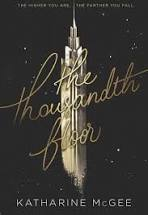 THE HIGHER YOU ARE, THE FARTHER YOU FALL.
the
thousandth
floor
KATHARINE McGEE